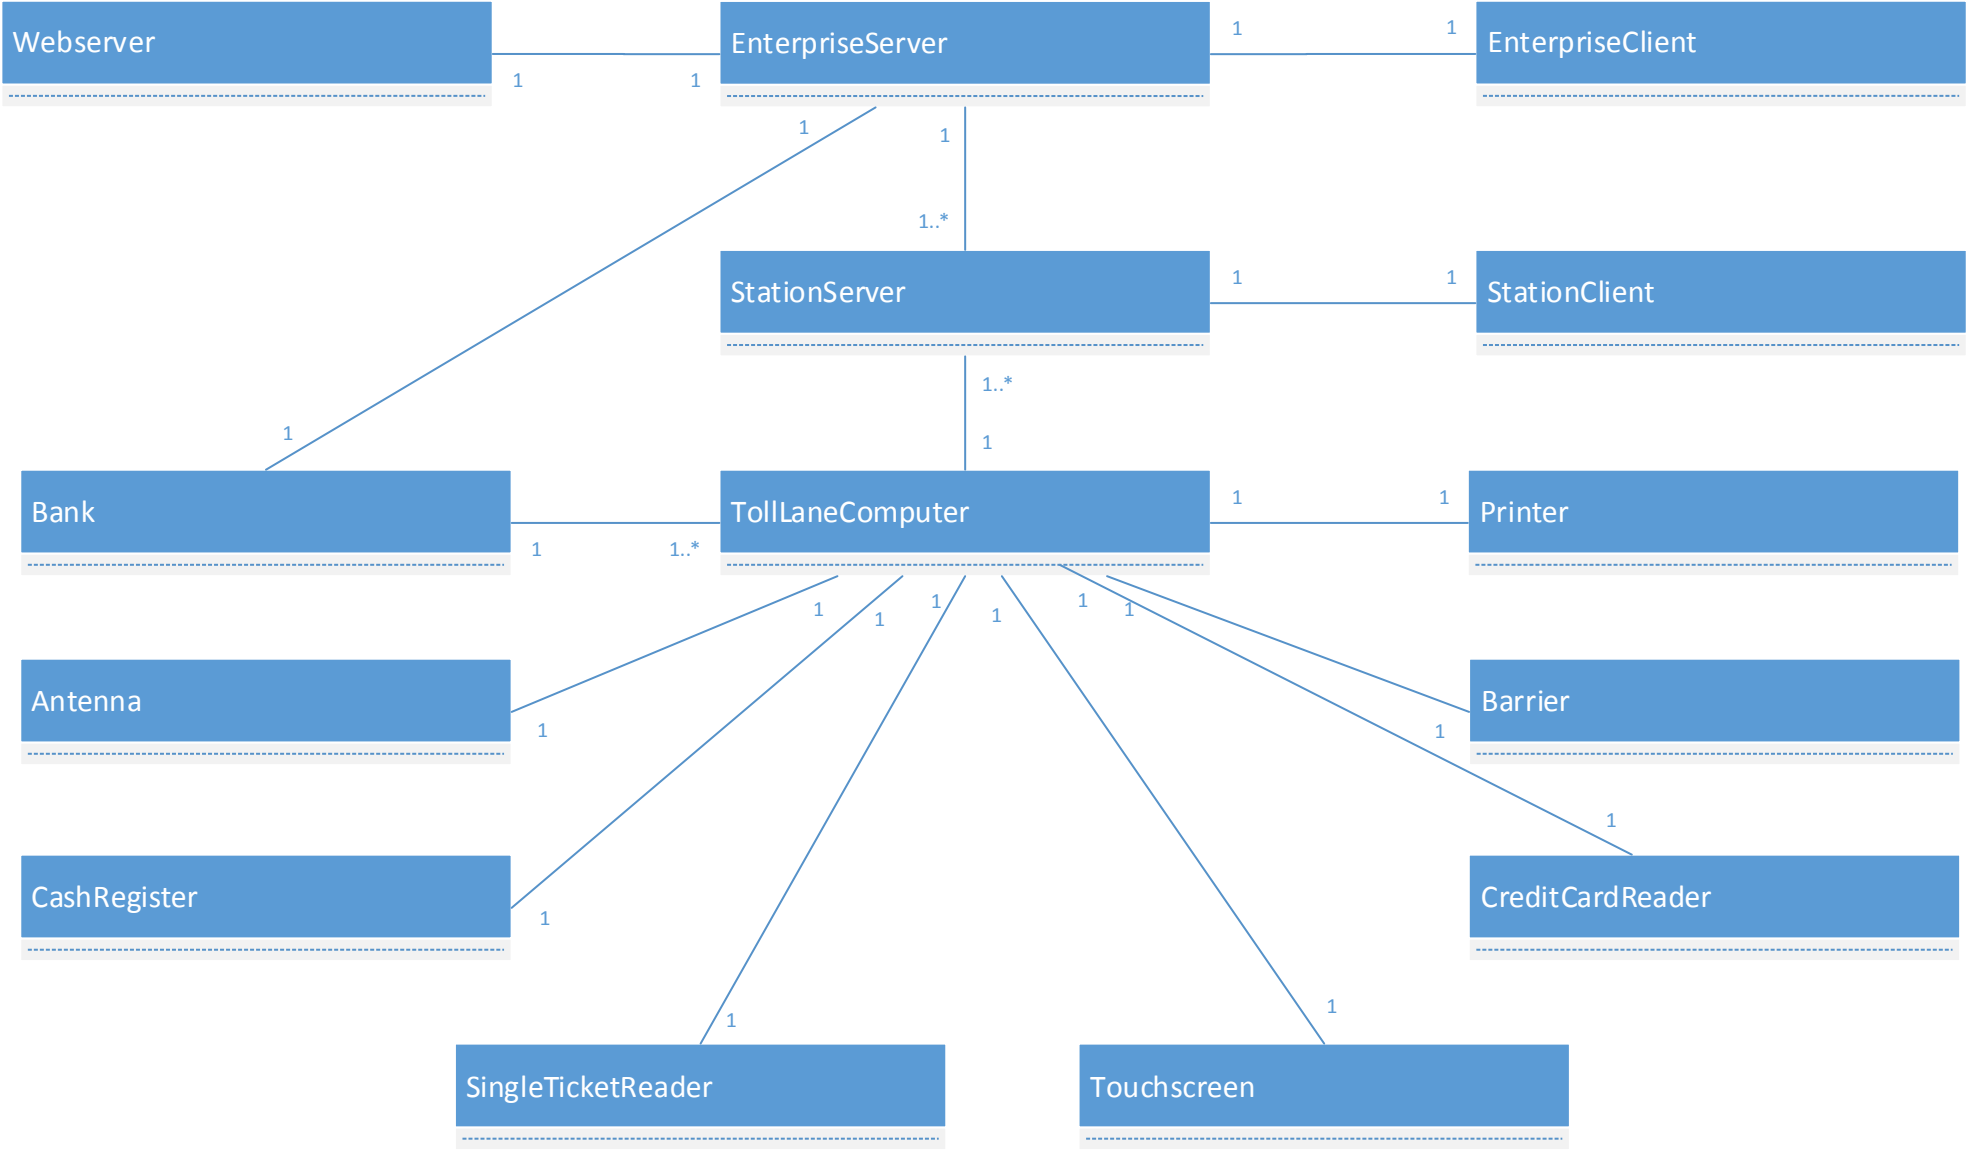 Webserver
EnterpriseServer
EnterpriseClient
1
1
1
1
1
1
1..*
StationServer
StationClient
1
1
1..*
1
1
Bank
TollLaneComputer
Printer
1
1
1
1..*
1
1
1
1
1
1
Antenna
Barrier
1
1
CashRegister
CreditCardReader
1
1
SingleTicketReader
Touchscreen
1
1